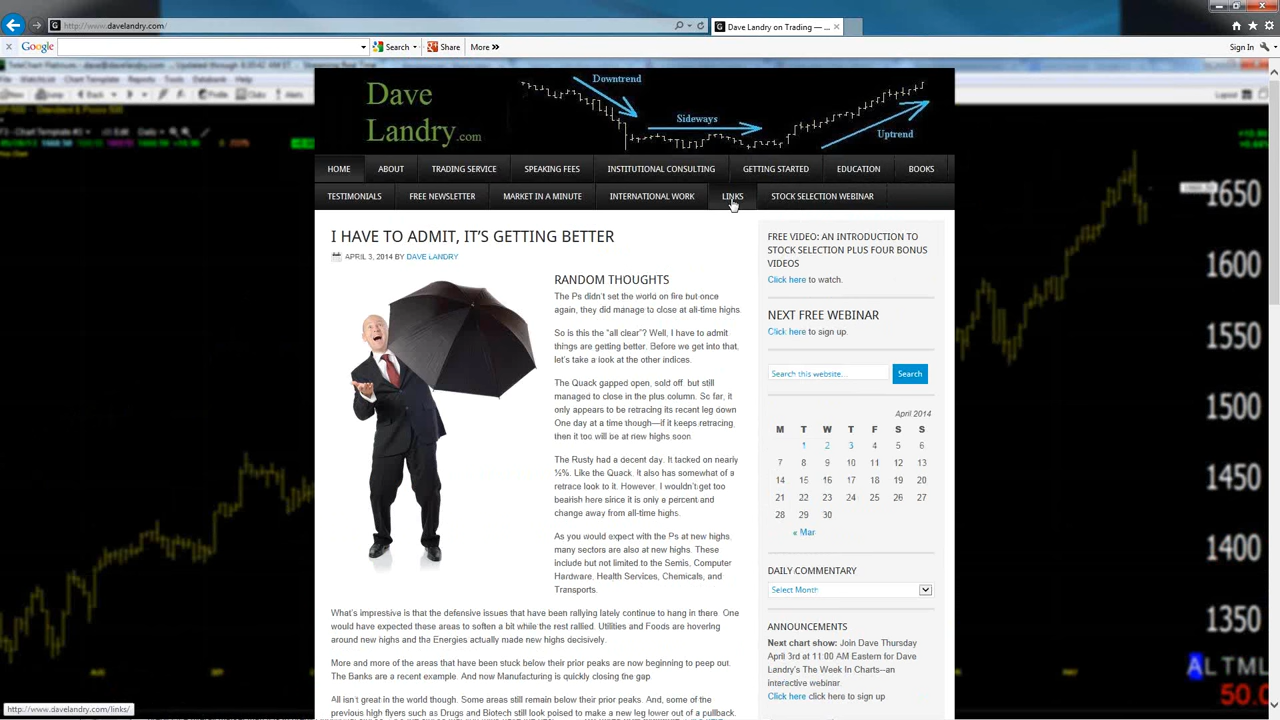 http://www.davelandry.com/
Dave Landry on Trading — ...
Google
Search
Share
More »
Sign In
Dave
Landry.com
Downtrend
Sideways
Uptrend
HOME ABOUT TRADING SERVICE SPEAKING FEES INSTITUTIONAL CONSULTING GETTING STARTED EDUCATION BOOKS
TESTIMONIALS FREE NEWSLETTER MARKET IN A MINUTE INTERNATIONAL WORK LINKS STOCK SELECTION WEBINAR
I HAVE TO ADMIT, IT'S GETTING BETTER
APRIL 3, 2014 BY DAVE LANDRY
RANDOM THOUGHTS
The Ps didn't set the world on fire but once
again, they did manage to close at all-time highs.
So is this the "all clear"? Well, I have to admit
things are getting better. Before we get into that,
let's take a look at the other indices.
The Quack gapped open, sold off but still
managed to close in the plus column. So far, it
only appears to be retracing its recent leg down
One day at a time though—if it keeps retracing,
then it too will be at new highs soon
The Rusty had a decent day. It tacked on nearly
½%. Like the Quack. It also has somewhat of a
retrace look to it. However, I wouldn't get too
bearish here since it is only a percent and
change away from all-time highs.
As you would expect with the Ps at new highs,
many sectors are also at new highs. These
include but not limited to the Semis, Computer
Hardware, Health Services, Chemicals, and
Transports.
What's impressive is that the defensive issues that have been rallying lately continue to hang in there. One
would have expected these areas to soften a bit while the rest rallied. Utilities and Foods are hovering
around new highs and the Energies actually made new highs decisively.
More and more of the areas that have been stuck below their prior peaks are now beginning to peep out.
The Banks are a recent example. And now Manufacturing is quickly closing the gap.
All isn't great in the world though. Some areas still remain below their prior peaks. And, some of the
previous high flyers such as Drugs and Biotech still look poised to make a new leg lower out of a pullback.
FREE VIDEO: AN INTRODUCTION TO
STOCK SELECTION PLUS FOUR BONUS
VIDEOS
Click here to watch.
NEXT FREE WEBINAR
Click here to sign up.
Search this website... Search
April 2014
M T W T F S S
1 2 3 4 5 6
7 8 9 10 11 12 13
14 15 16 17 18 19 20
21 22 23 24 25 26 27
28 29 30
« Mar
DAILY COMMENTARY
Select Month
ANNOUNCEMENTS
Next chart show: Join Dave Thursday
April 3rd at 11:00 AM Eastern for Dave
Landry's The Week In Charts--an
interactive webinar.
Click here click here to sign up
1650
1600
1550
1500
1450
1400
1350
A L T M L
50.0
http://www.davelandry.com/links/